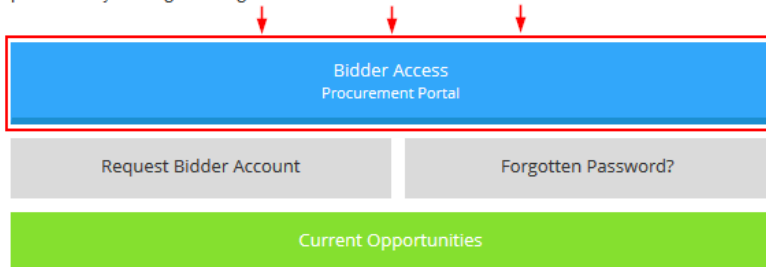 Bidder Access
Procurement Portal
Request Bidder Account
Forgotten Password?
Current Opportunities